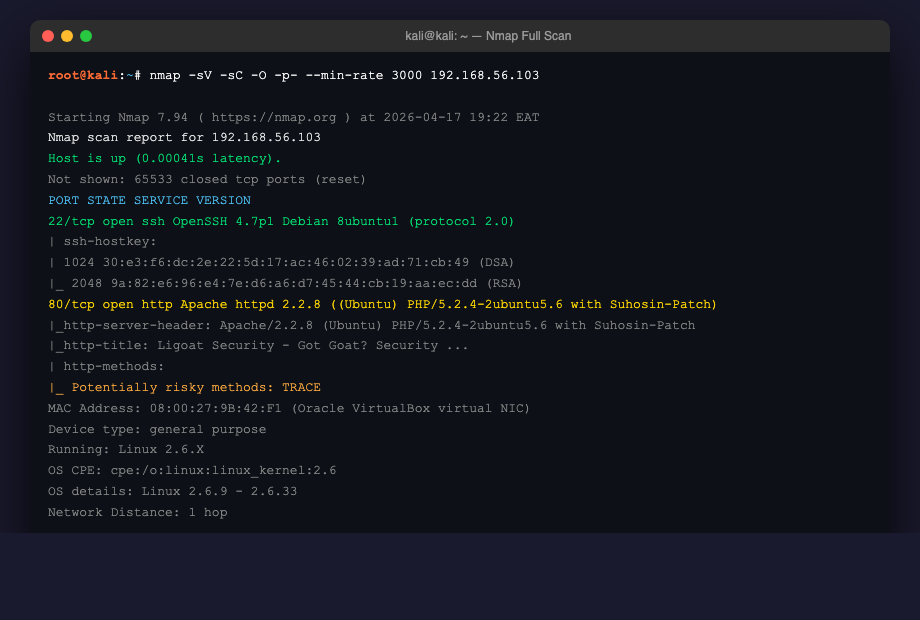 kali@kali: ~ — Nmap Full Scan
root@kali:~# nmap -sV -sC -O -p- --min-rate 3000 192.168.56.103
Starting Nmap 7.94 ( https://nmap.org ) at 2026-04-17 19:22 EAT
Nmap scan report for 192.168.56.103
Host is up (0.00041s latency).
Not shown: 65533 closed tcp ports (reset)
PORT STATE SERVICE VERSION
22/tcp open ssh OpenSSH 4.7p1 Debian 8ubuntu1 (protocol 2.0)
| ssh-hostkey:
| 1024 30:e3:f6:dc:2e:22:5d:17:ac:46:02:39:ad:71:cb:49 (DSA)
|_ 2048 9a:82:e6:96:e4:7e:d6:a6:d7:45:44:cb:19:aa:ec:dd (RSA)
80/tcp open http Apache httpd 2.2.8 ((Ubuntu) PHP/5.2.4-2ubuntu5.6 with Suhosin-Patch)
|_http-server-header: Apache/2.2.8 (Ubuntu) PHP/5.2.4-2ubuntu5.6 with Suhosin-Patch
|_http-title: Ligoat Security - Got Goat? Security ...
| http-methods:
|_ Potentially risky methods: TRACE
MAC Address: 08:00:27:9B:42:F1 (Oracle VirtualBox virtual NIC)
Device type: general purpose
Running: Linux 2.6.X
OS CPE: cpe:/o:linux:linux_kernel:2.6
OS details: Linux 2.6.9 - 2.6.33
Network Distance: 1 hop